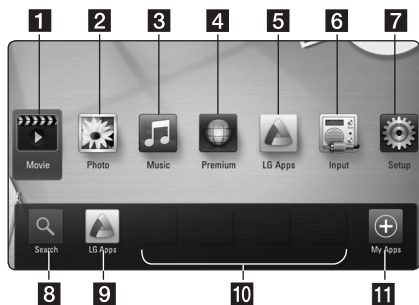 1 2 3 4 5 6 7
Movie Photo Music Premium LG Apps Input Setup
Search LG Apps My Apps
8 9 10 11